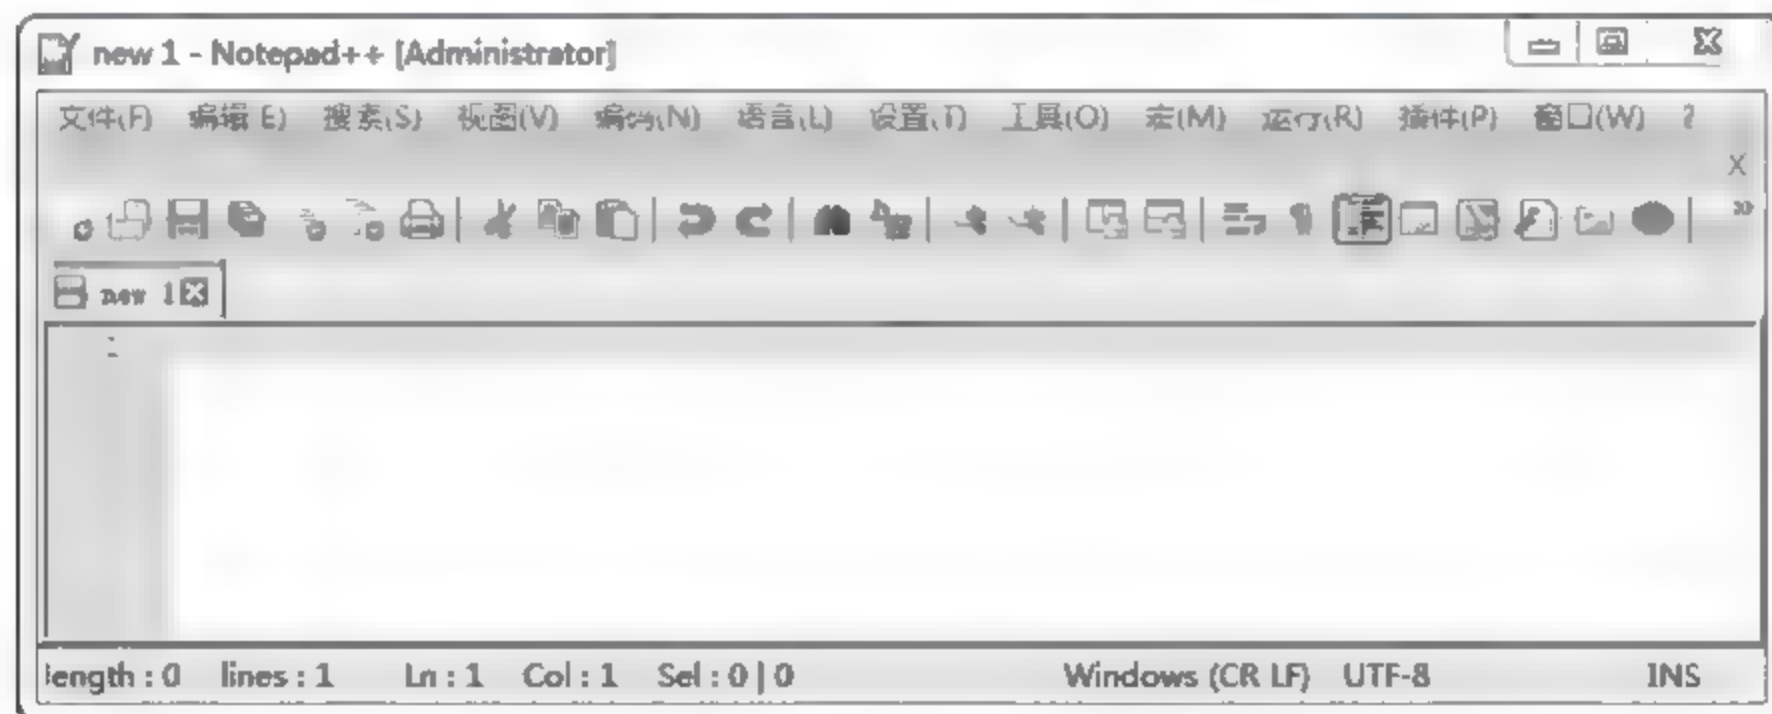 new 1 - Notepad++ [Administrator]
文件(F) 编辑(E) 搜索(S) 视图(V) 编码(N) 语言(L) 设置(T) 工具(O) 宏(M) 运行(R) 插件(P) 窗口(W) ?
X
new 1
1
length : 0 lines : 1 Ln : 1 Col : 1 Sel : 0 | 0 Windows (CR LF) UTF-8 INS